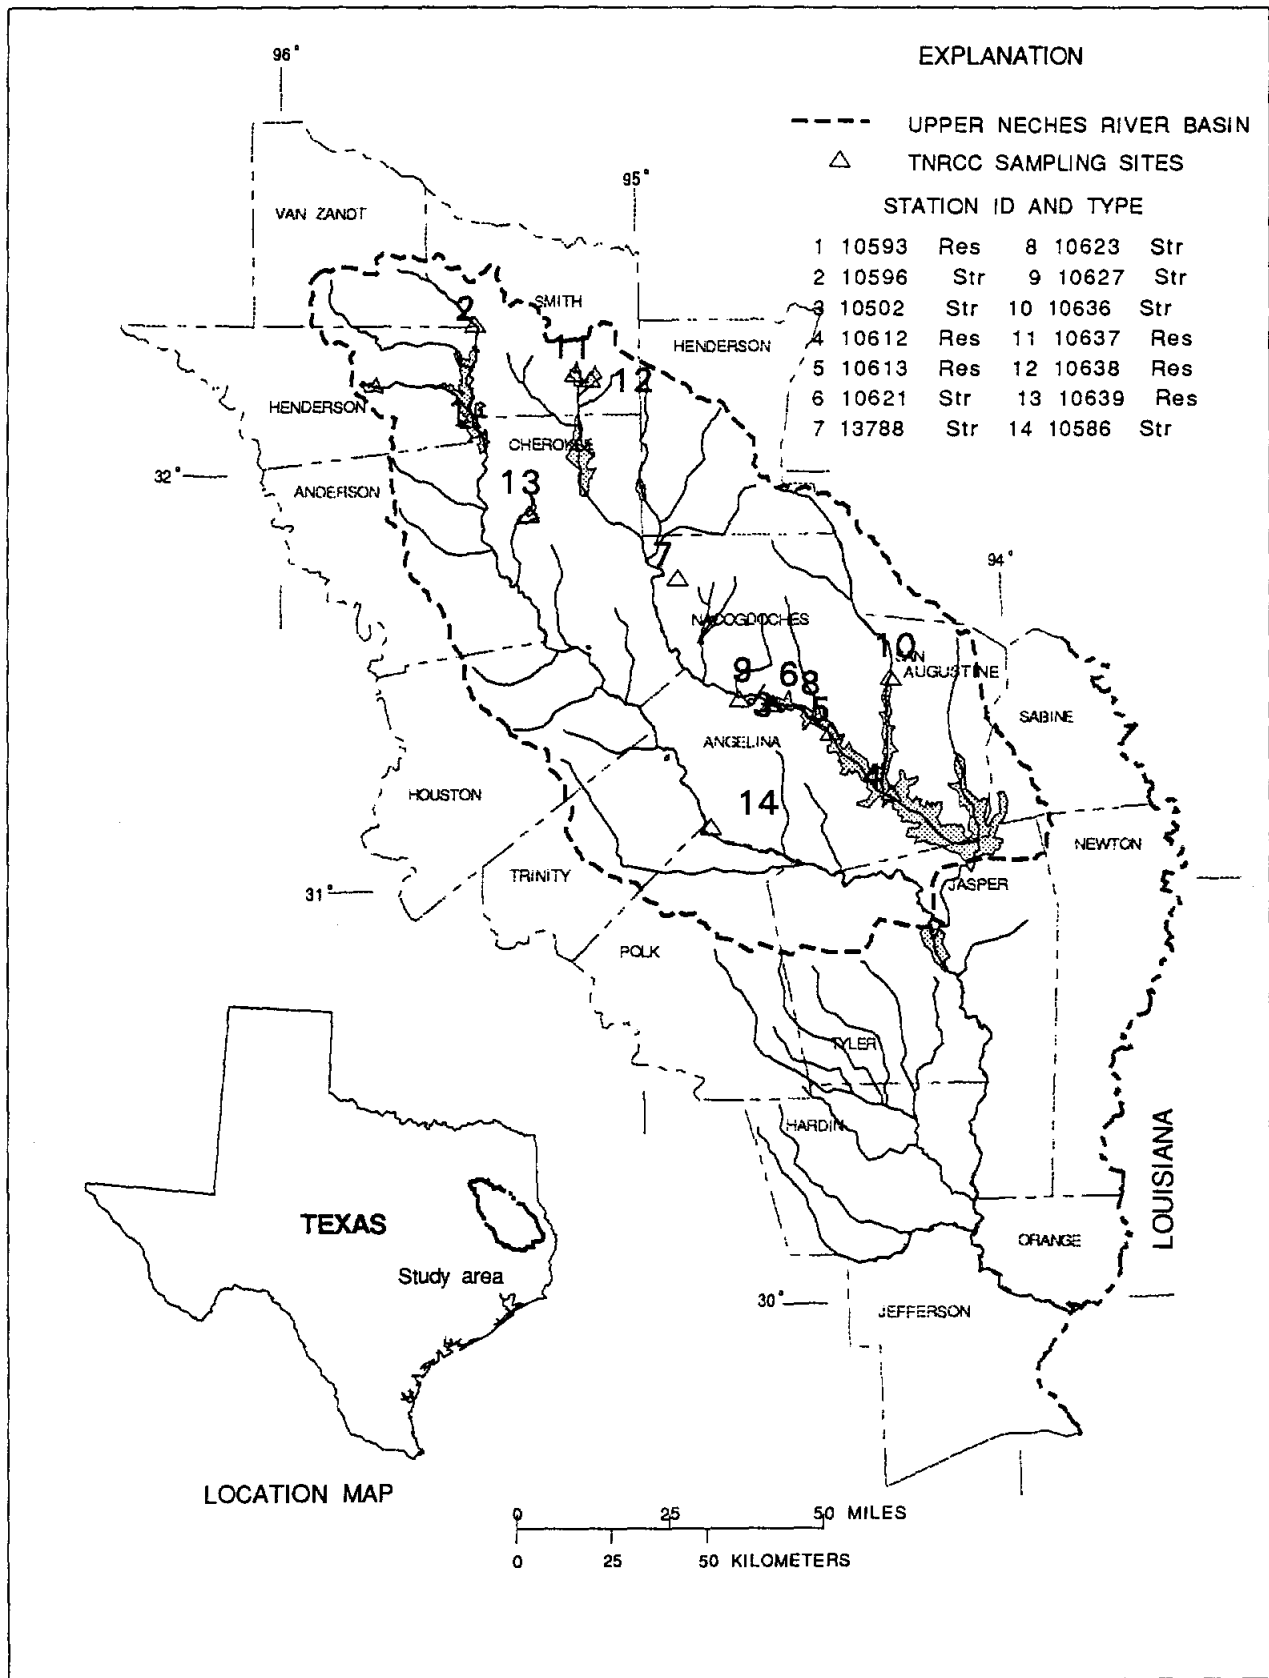 EXPLANATION
UPPER NECHES RIVER BASIN
TNRCC SAMPLING SITES
STATION ID AND TYPE
1 10593 Res 8 10623 Str
2 10596 Str 9 10627 Str
3 10502 Str 10 10636 Str
4 10612 Res 11 10637 Res
5 10613 Res 12 10638 Res
6 10621 Str 13 10639 Res
7 13788 Str 14 10586 Str
96°
95°
VAN ZANDT
2
SMITH
11
HENDERSON
12
HENDERSON
CHEROKEE
32°
13
ANDERSON
7
94°
NACOGDOCHES
10
SAN
AUGUSTINE
9
6
8
3
5
SABINE
ANGELINA
4
14
HOUSTON
NEWTON
TRINITY
JASPER
31°
POLK
TYLER
HARDIN
LOUISIANA
TEXAS
ORANGE
Study area
30°
JEFFERSON
LOCATION MAP
0 25 50 MILES
0 25 50 KILOMETERS